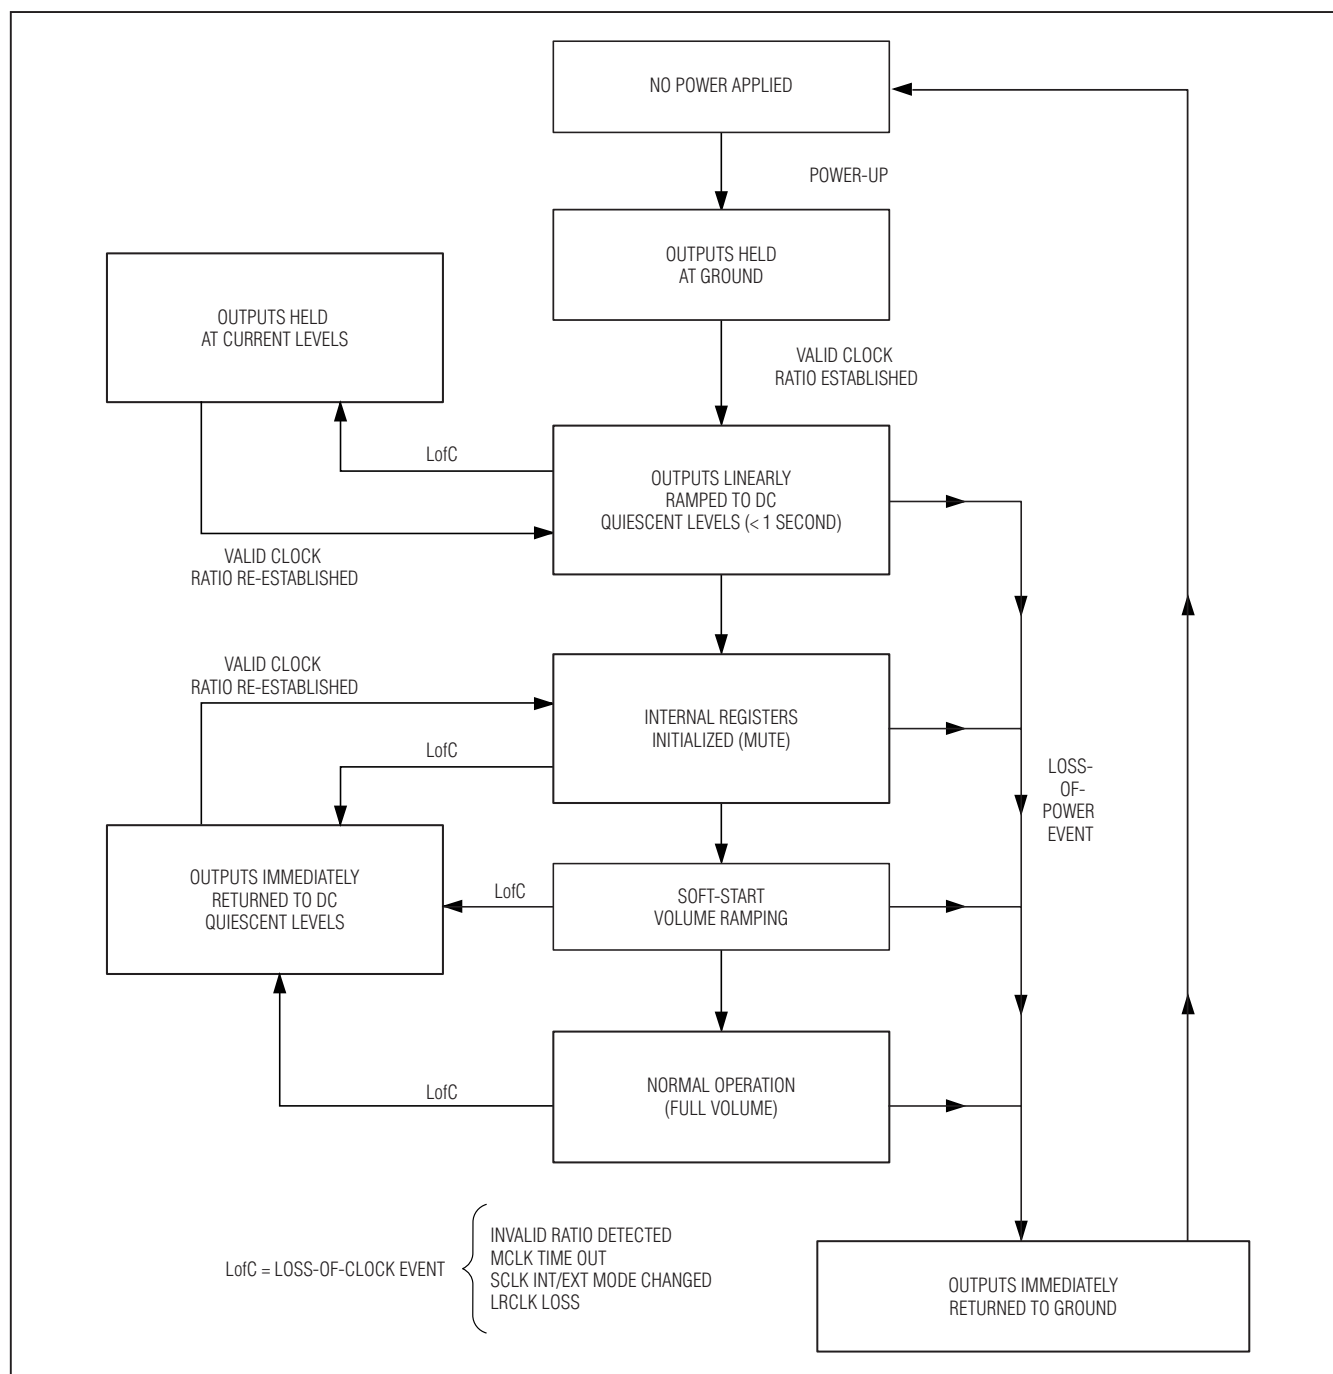 NO POWER APPLIED
POWER-UP
OUTPUTS HELD
AT GROUND
OUTPUTS HELD
AT CURRENT LEVELS
VALID CLOCK
RATIO ESTABLISHED
LofC
OUTPUTS LINEARLY
RAMPED TO DC
QUIESCENT LEVELS (< 1 SECOND)
VALID CLOCK
RATIO RE-ESTABLISHED
VALID CLOCK
RATIO RE-ESTABLISHED
INTERNAL REGISTERS
INITIALIZED (MUTE)
LofC
LOSS-
OF-
POWER
EVENT
OUTPUTS IMMEDIATELY
RETURNED TO DC
QUIESCENT LEVELS
LofC
SOFT-START
VOLUME RAMPING
LofC
NORMAL OPERATION
(FULL VOLUME)
LofC = LOSS-OF-CLOCK EVENT
INVALID RATIO DETECTED
MCLK TIME OUT
SCLK INT/EXT MODE CHANGED
LRCLK LOSS
OUTPUTS IMMEDIATELY
RETURNED TO GROUND